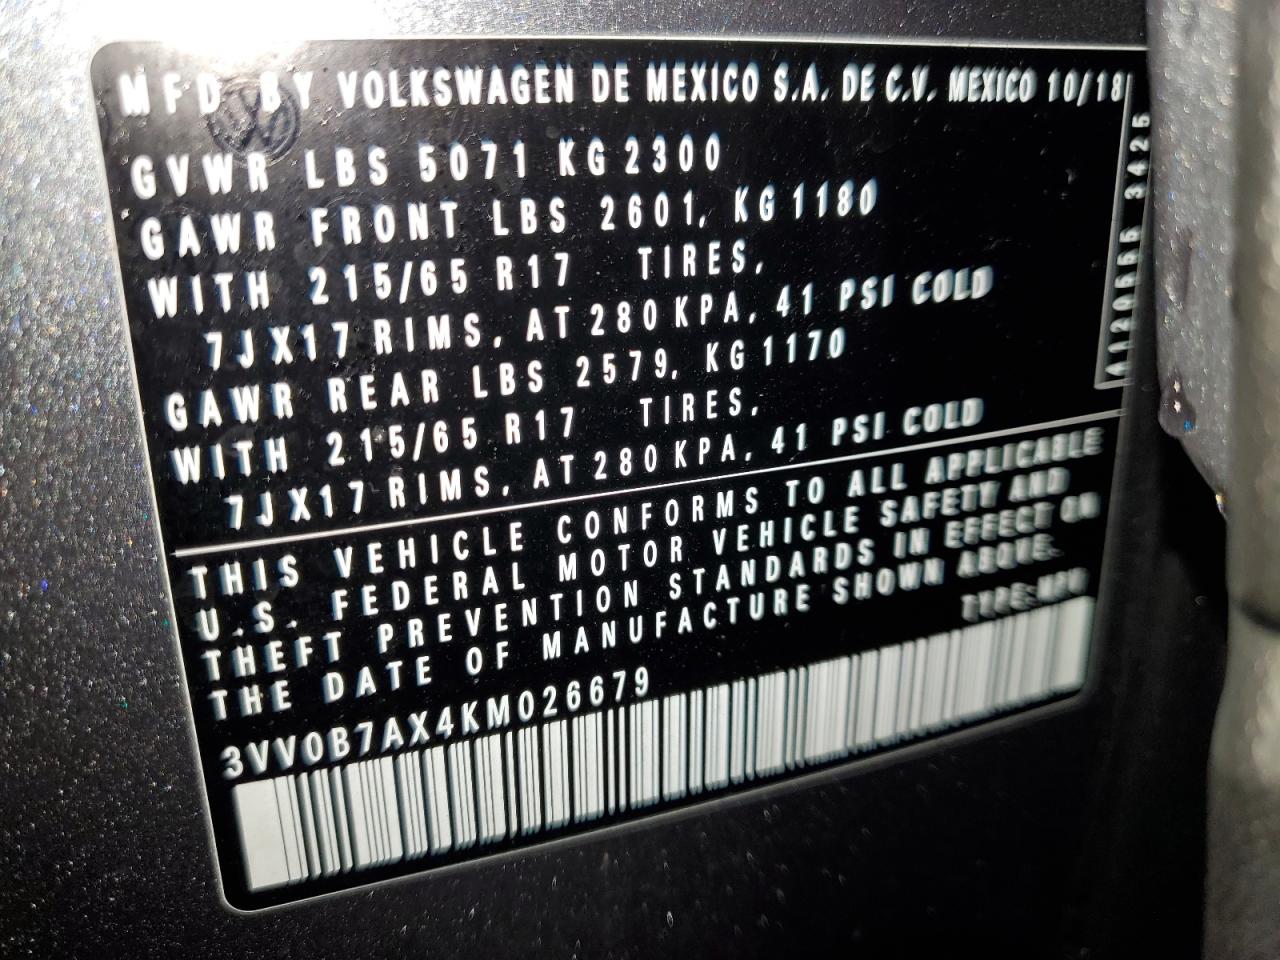 MFD BY VOLKSWAGEN DE MEXICO S.A. DE C.V. MEXICO 10/18
GVWR LBS 5071 KG 2300
GAWR FRONT LBS 2601, KG 1180
WITH 215/65 R17 TIRES,
7JX17 RIMS, AT 280 KPA, 41 PSI COLD
GAWR REAR LBS 2579, KG 1170
WITH 215/65 R17 TIRES,
7JX17 RIMS, AT 280 KPA, 41 PSI COLD
THIS VEHICLE CONFORMS TO ALL APPLICABLE
U.S. FEDERAL MOTOR VEHICLE SAFETY AND
THEFT PREVENTION STANDARDS IN EFFECT ON
THE DATE OF MANUFACTURE SHOWN ABOVE.
TYPE:MPV
3VV0B7AX4KM026679
3425